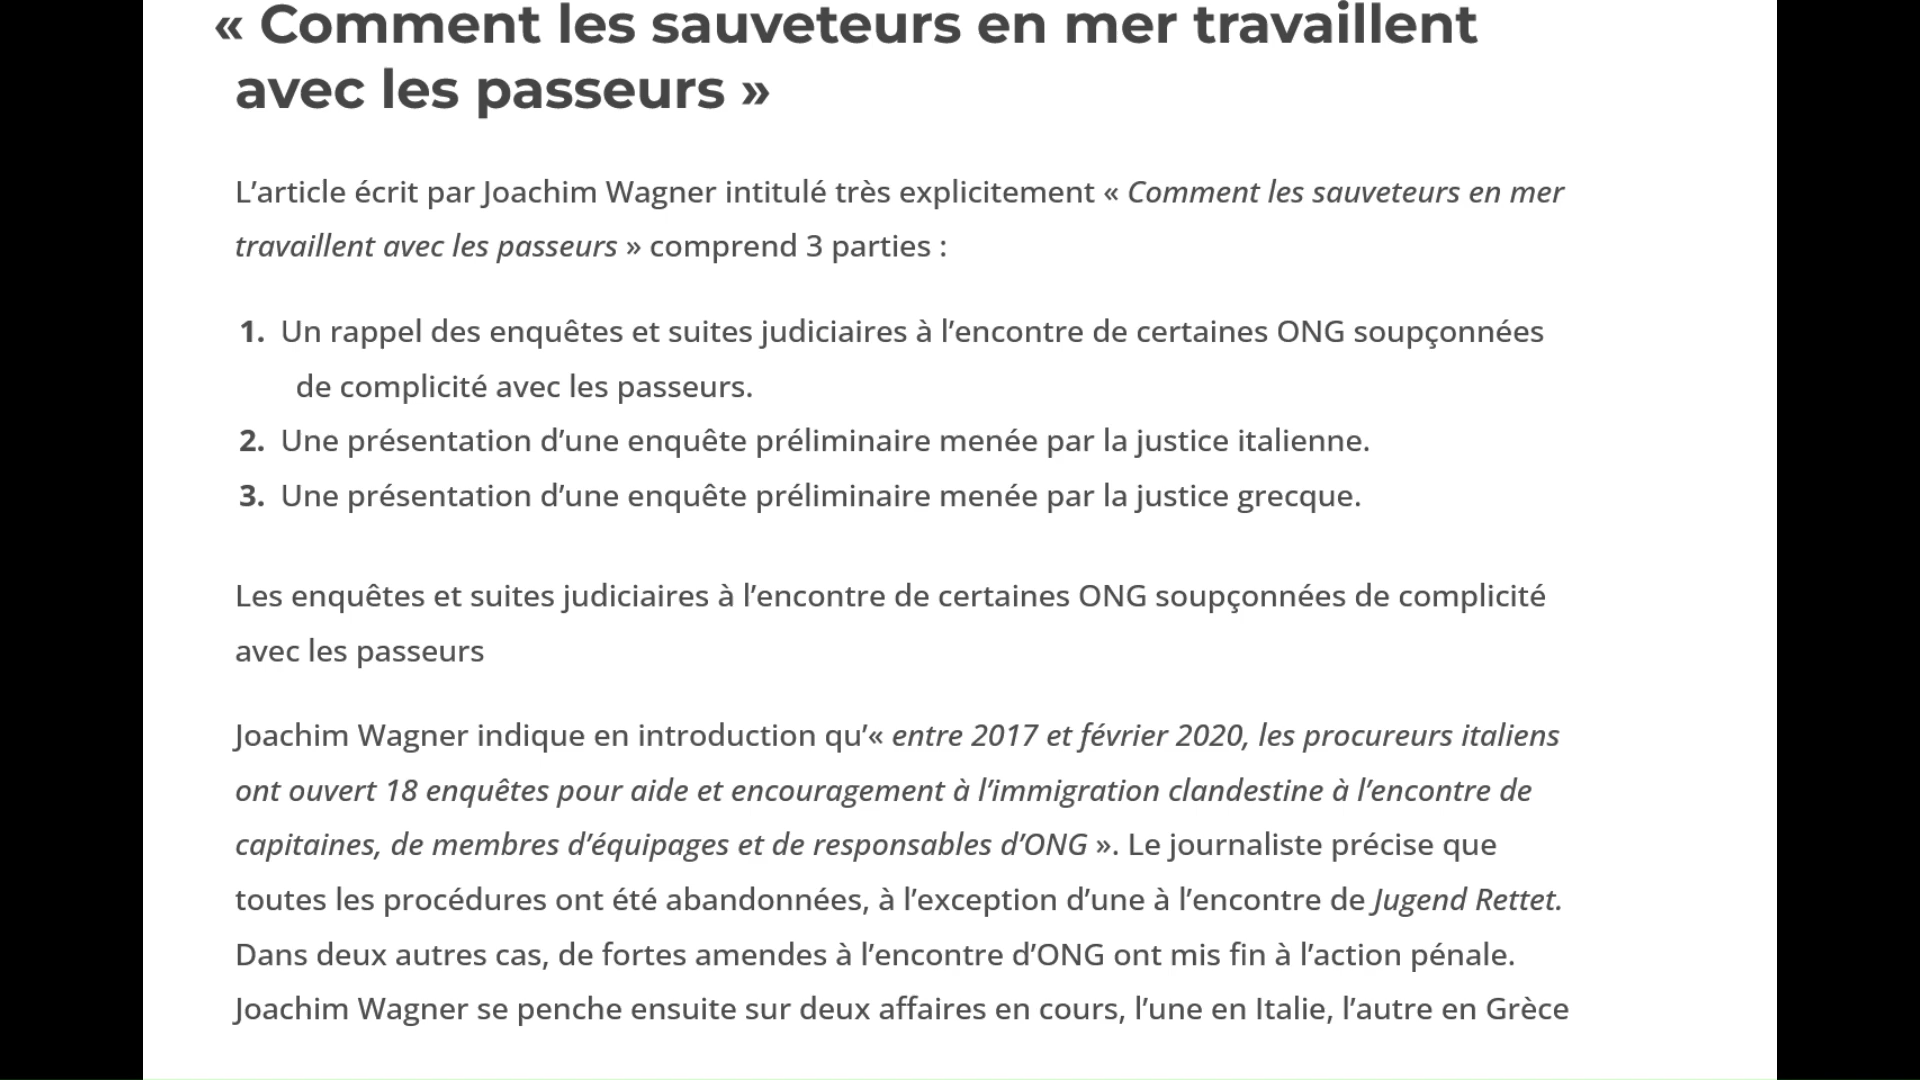 « Comment les sauveteurs en mer travaillent
avec les passeurs »
L’article écrit par Joachim Wagner intitulé très explicitement « Comment les sauveteurs en mer
travaillent avec les passeurs » comprend 3 parties :
1. Un rappel des enquêtes et suites judiciaires à l’encontre de certaines ONG soupçonnées
de complicité avec les passeurs.
2. Une présentation d’une enquête préliminaire menée par la justice italienne.
3. Une présentation d’une enquête préliminaire menée par la justice grecque.
Les enquêtes et suites judiciaires à l’encontre de certaines ONG soupçonnées de complicité
avec les passeurs
Joachim Wagner indique en introduction qu’« entre 2017 et février 2020, les procureurs italiens
ont ouvert 18 enquêtes pour aide et encouragement à l’immigration clandestine à l’encontre de
capitaines, de membres d’équipages et de responsables d’ONG ». Le journaliste précise que
toutes les procédures ont été abandonnées, à l’exception d’une à l’encontre de Jugend Rettet.
Dans deux autres cas, de fortes amendes à l’encontre d’ONG ont mis fin à l’action pénale.
Joachim Wagner se penche ensuite sur deux affaires en cours, l’une en Italie, l’autre en Grèce